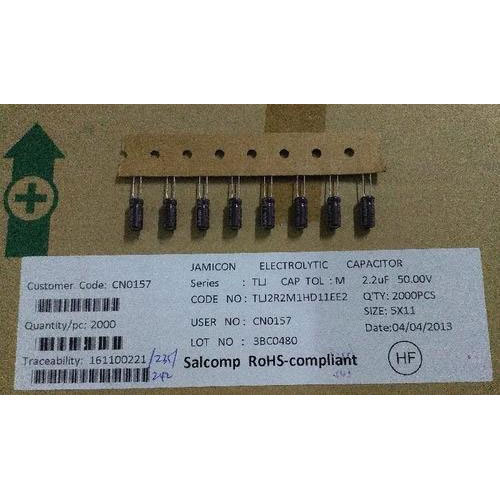 JAMICON ELECTROLYTIC CAPACITOR
Customer Code: CN0157
Series : TLJ CAP TOL : M 2.2uF 50.00V
CODE NO : TLJ2R2M1HD11EE2 Q'TY: 2000PCS
SIZE: 5X11
Quantity/pc: 2000
USER NO : CN0157
Date:04/04/2013
LOT NO : 3BC0480
Traceability: 161100221/235/
242
Salcomp RoHS-compliant
HF